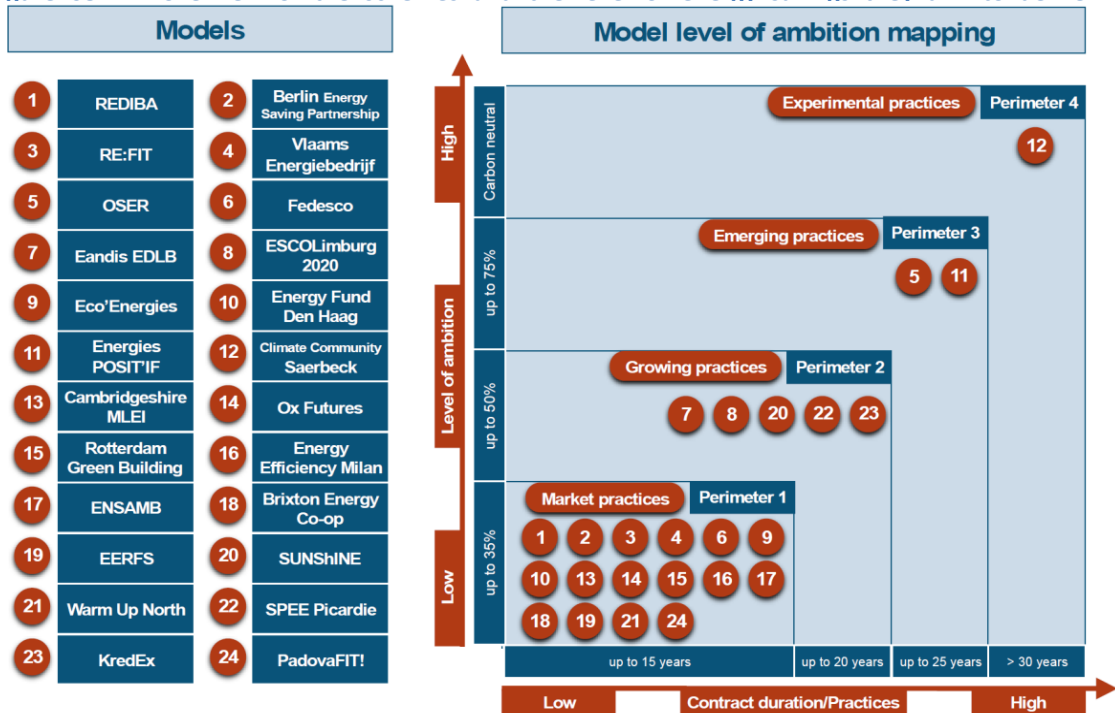 Models
1
REDIBA
2
Berlin Energy
Saving Partnership
3
RE:FIT
4
Vlaams
Energiebedrijf
5
OSER
6
Fedesco
7
Eandis EDLB
8
ESCOLimburg
2020
9
Eco'Energies
10
Energy Fund
Den Haag
11
Energies
POSIT'IF
12
Climate Community
Saerbeck
13
Cambridgeshire
MLEI
14
Ox Futures
15
Rotterdam
Green Building
16
Energy
Efficiency Milan
17
ENSAMB
18
Brixton Energy
Co-op
19
EERFS
20
SUNShINE
21
Warm Up North
22
SPEE Picardie
23
KredEx
24
PadovaFIT!
Model level of ambition mapping
High
Level of ambition
Low
Carbon neutral
up to 75%
up to 50%
up to 35%
Experimental practices
Perimeter 4
12
Emerging practices
Perimeter 3
5 11
Growing practices
Perimeter 2
7 8 20 22 23
Market practices
Perimeter 1
1 2 3 4 6 9
10 13 14 15 16 17
18 19 21 24
up to 15 years
up to 20 years
up to 25 years
> 30 years
Low
Contract duration/Practices
High